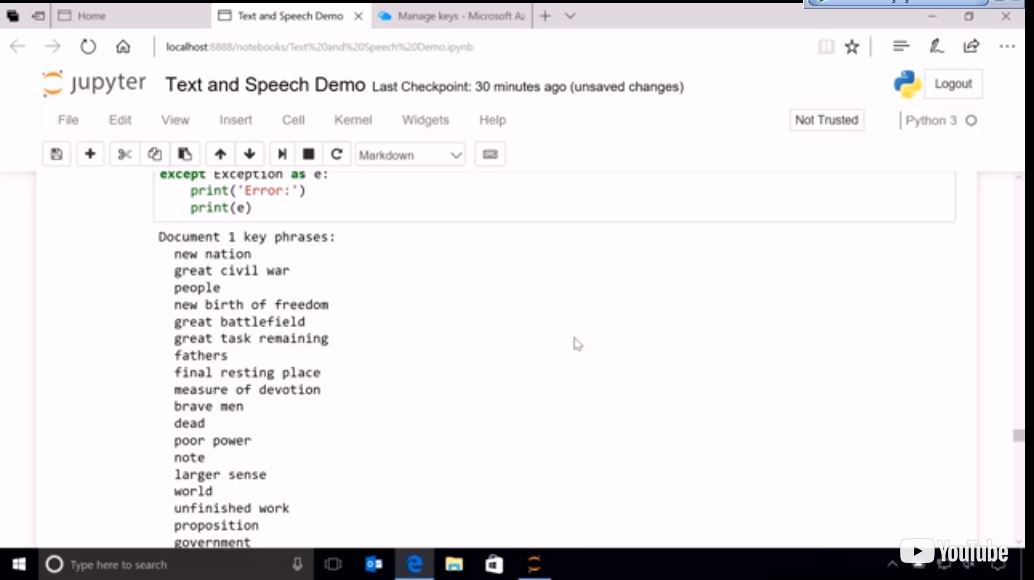 Home
Text and Speech Demo
Manage keys - Microsoft Az
localhost:8888/notebooks/Text%20and%20Speech%20Demo.ipynb
jupyter Text and Speech Demo Last Checkpoint: 30 minutes ago (unsaved changes)
Logout
File Edit View Insert Cell Kernel Widgets Help
Not Trusted
Python 3
Markdown
except Exception as e:
print('Error:')
print(e)
Document 1 key phrases:
new nation
great civil war
people
new birth of freedom
great battlefield
great task remaining
fathers
final resting place
measure of devotion
brave men
dead
poor power
note
larger sense
world
unfinished work
proposition
government
Type here to search
YouTube